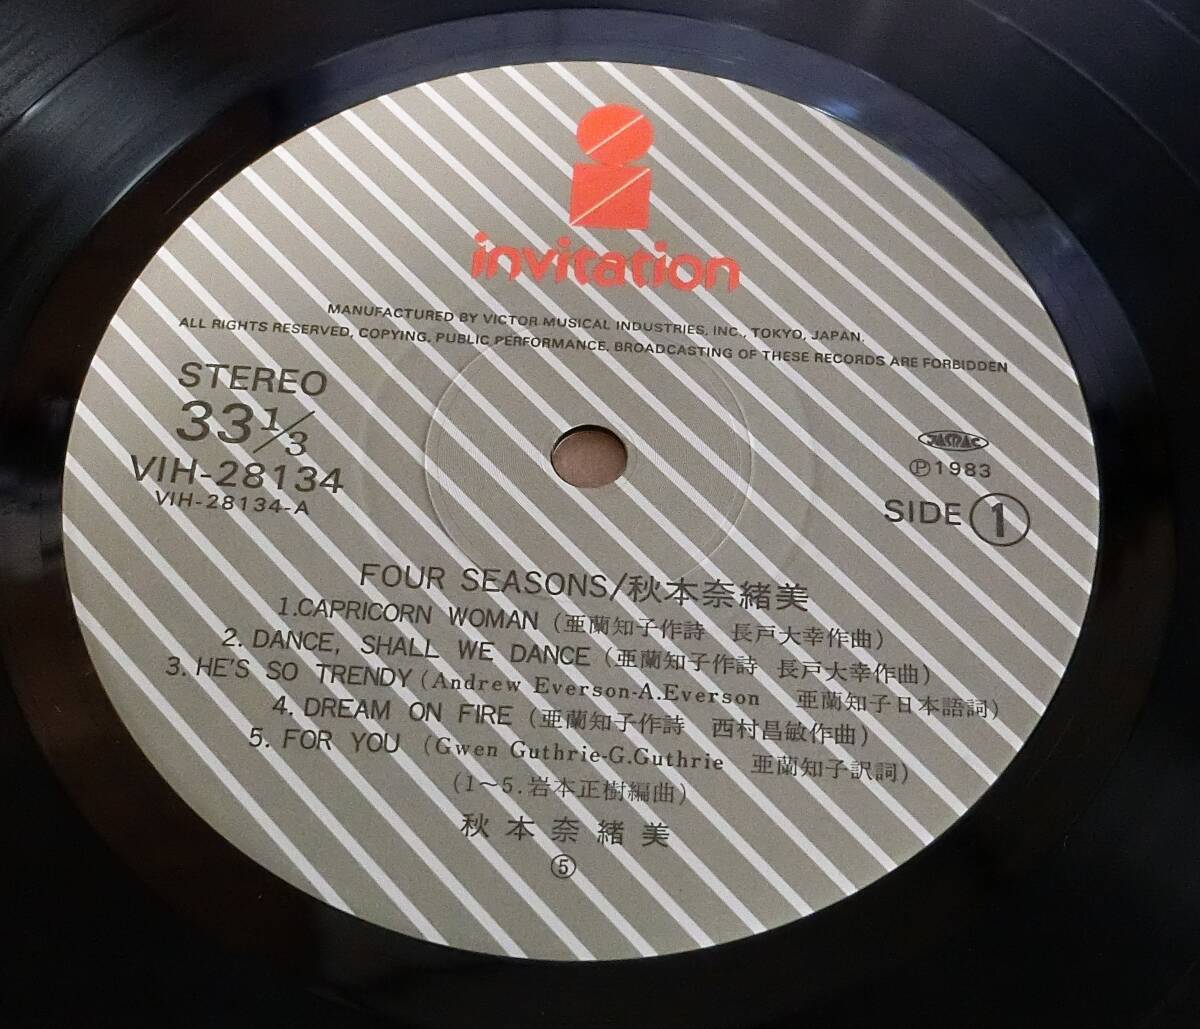 invitation
MANUFACTURED BY VICTOR MUSICAL INDUSTRIES, INC., TOKYO, JAPAN.
ALL RIGHTS RESERVED, COPYING, PUBLIC PERFORMANCE, BROADCASTING OF THESE RECORDS ARE FORBIDDEN
STEREO
33 1/3
VIH-28134
VIH-28134-A
JASRAC
Ⓟ1983
SIDE ①
FOUR SEASONS/秋本奈緒美
1.CAPRICORN WOMAN (亜蘭知子作詩 長戸大幸作曲)
2. DANCE, SHALL WE DANCE (亜蘭知子作詩 長戸大幸作曲)
3. HE'S SO TRENDY (Andrew Everson-A.Everson 亜蘭知子日本語詞)
4. DREAM ON FIRE (亜蘭知子作詩 西村昌敏作曲)
5. FOR YOU (Gwen Guthrie-G.Guthrie 亜蘭知子訳詞)
(1~5.岩本正樹編曲)
秋本奈緒美
⑤